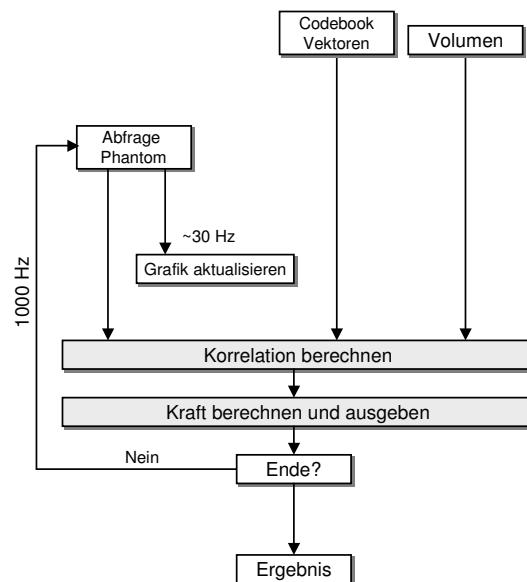 Codebook
Vektoren
Volumen
Abfrage
Phantom
~30 Hz
Grafik aktualisieren
1000 Hz
Korrelation berechnen
Kraft berechnen und ausgeben
Nein
Ende?
Ergebnis